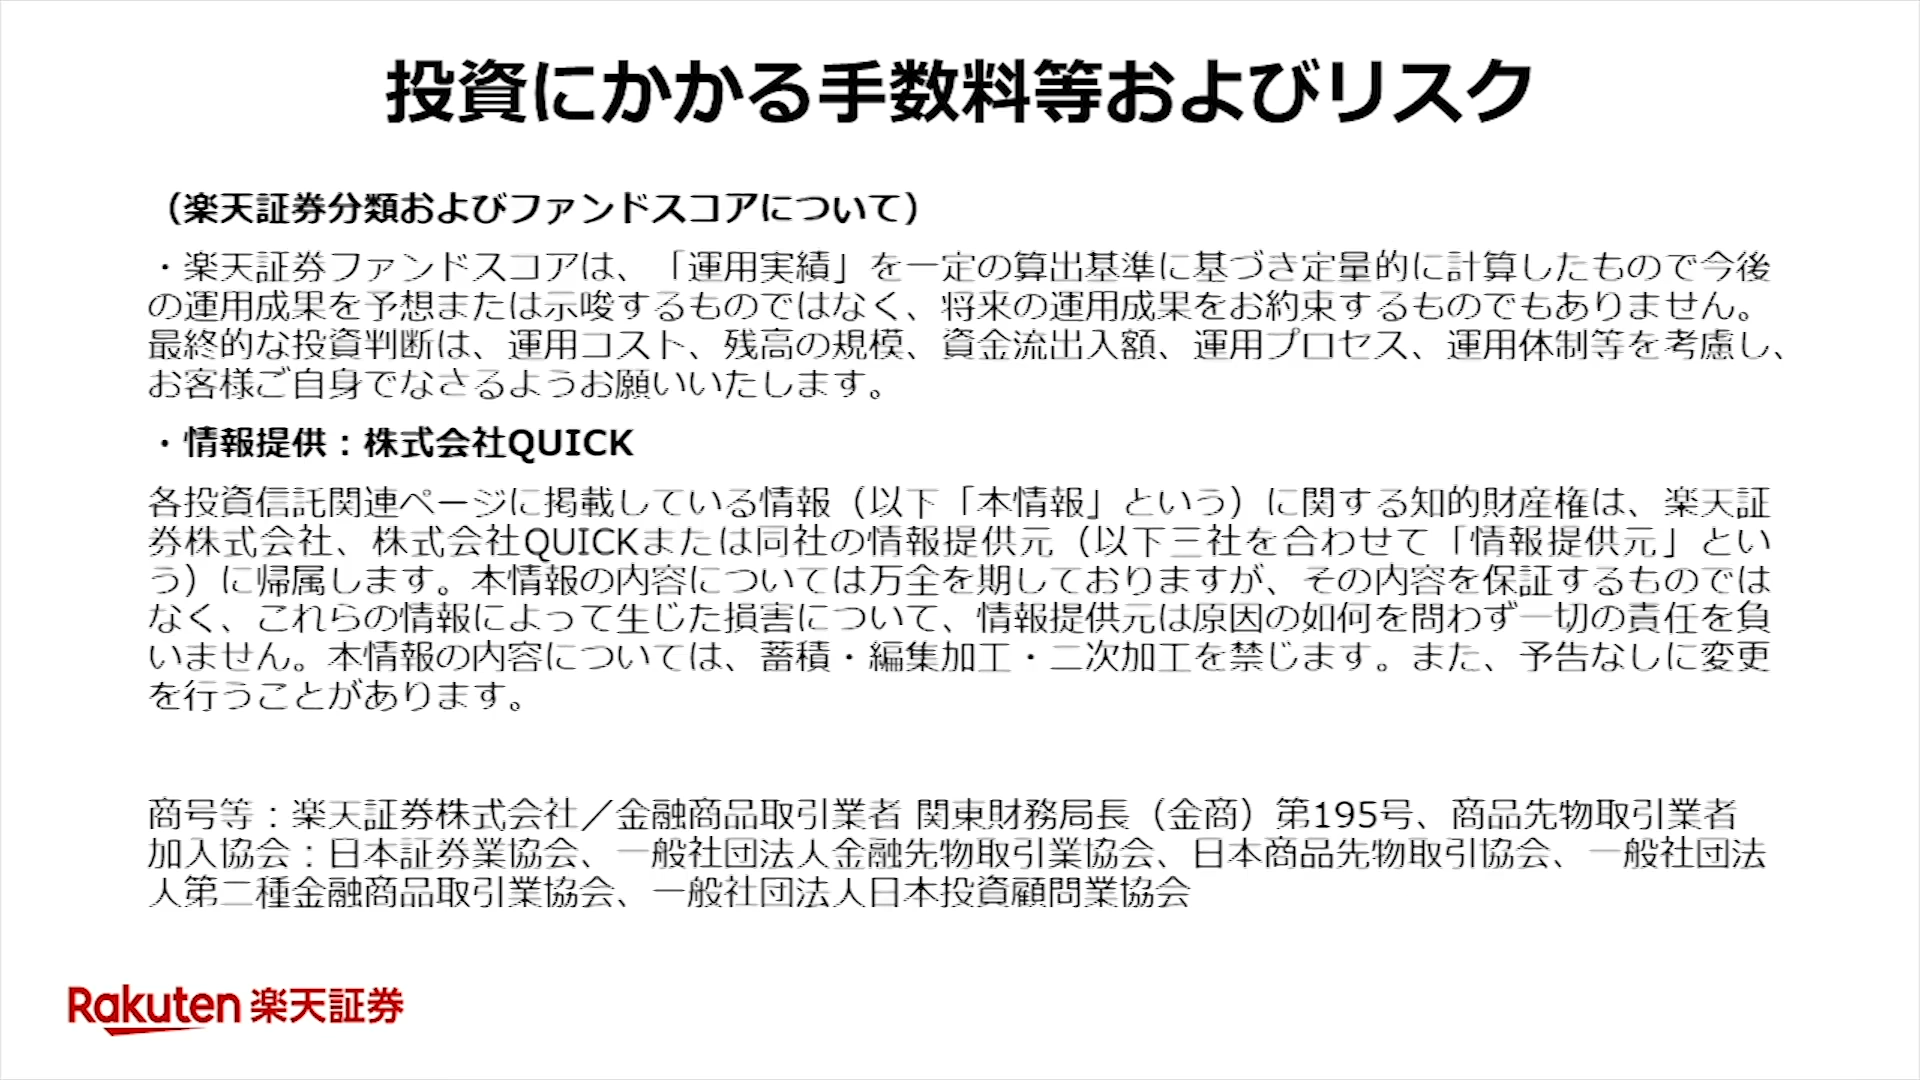 投資にかかる手数料等およびリスク
（楽天証券分類およびファンドスコアについて）
・楽天証券ファンドスコアは、「運用実績」を一定の算出基準に基づき定量的に計算したもので今後
の運用成果を予想または示唆するものではなく、将来の運用成果をお約束するものでもありません。
最終的な投資判断は、運用コスト、残高の規模、資金流出入額、運用プロセス、運用体制等を考慮し、
お客様ご自身でなさるようお願いいたします。
・情報提供：株式会社QUICK
各投資信託関連ページに掲載している情報（以下「本情報」という）に関する知的財産権は、楽天証
券株式会社、株式会社QUICKまたは同社の情報提供元（以下三社を合わせて「情報提供元」とい
う）に帰属します。本情報の内容については万全を期しておりますが、その内容を保証するものでは
なく、これらの情報によって生じた損害について、情報提供元は原因の如何を問わず一切の責任を負
いません。本情報の内容については、蓄積・編集加工・二次加工を禁じます。また、予告なしに変更
を行うことがあります。
商号等：楽天証券株式会社／金融商品取引業者 関東財務局長（金商）第195号、商品先物取引業者
加入協会：日本証券業協会、一般社団法人金融先物取引業協会、日本商品先物取引協会、一般社団法
人第二種金融商品取引業協会、一般社団法人日本投資顧問業協会
Rakuten 楽天証券